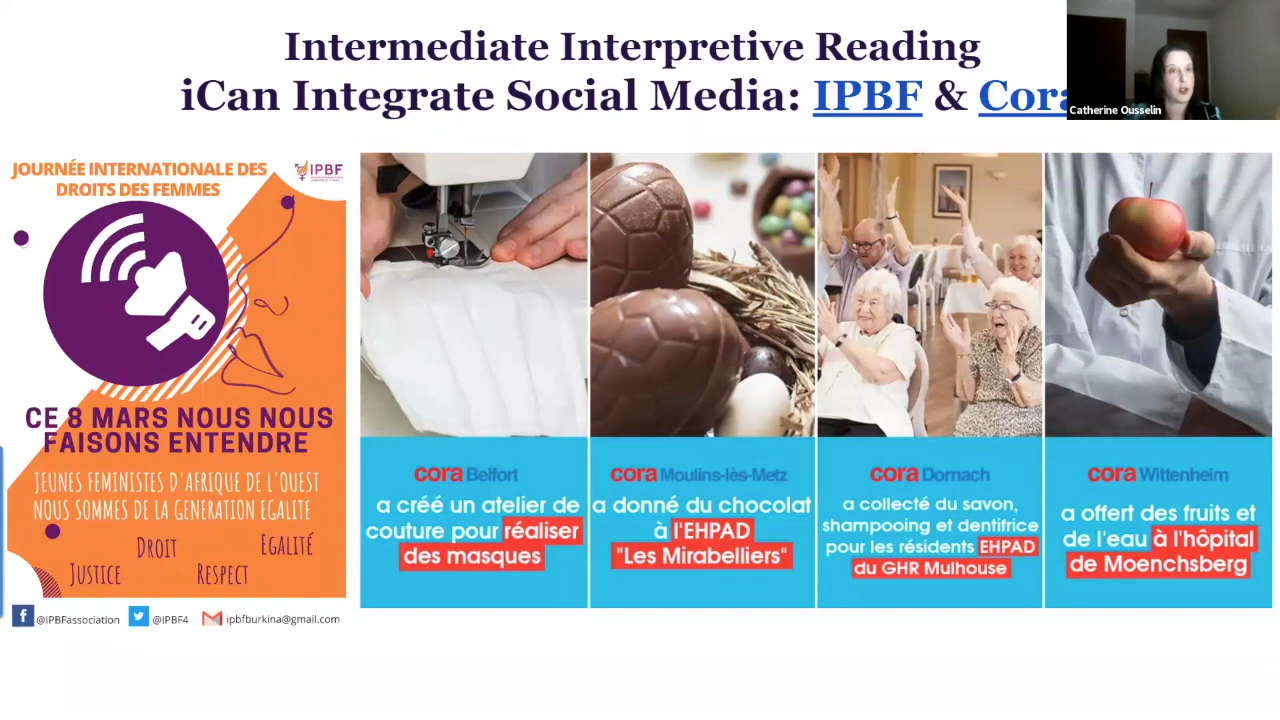 Intermediate Interpretive Reading
iCan Integrate Social Media: IPBF & Cora
Catherine Ousselin
JOURNÉE INTERNATIONALE DES
DROITS DES FEMMES
IPBF
CE 8 MARS NOUS NOUS
FAISONS ENTENDRE
JEUNES FEMINISTES D'AFRIQUE DE L'OUEST
NOUS SOMMES DE LA GENERATION EGALITE
DROIT
EGALITÉ
JUSTICE
RESPECT
@IPBFassociation
@IPBF4
ipbfburkina@gmail.com
cora Belfort
a créé un atelier de
couture pour réaliser
des masques
cora Moulins-lès-Metz
a donné du chocolat
à l'EHPAD
"Les Mirabelliers"
cora Dornach
a collecté du savon,
shampooing et dentifrice
pour les résidents EHPAD
du GHR Mulhouse
cora Wittenheim
a offert des fruits et
de l'eau à l'hôpital
de Moenchsberg